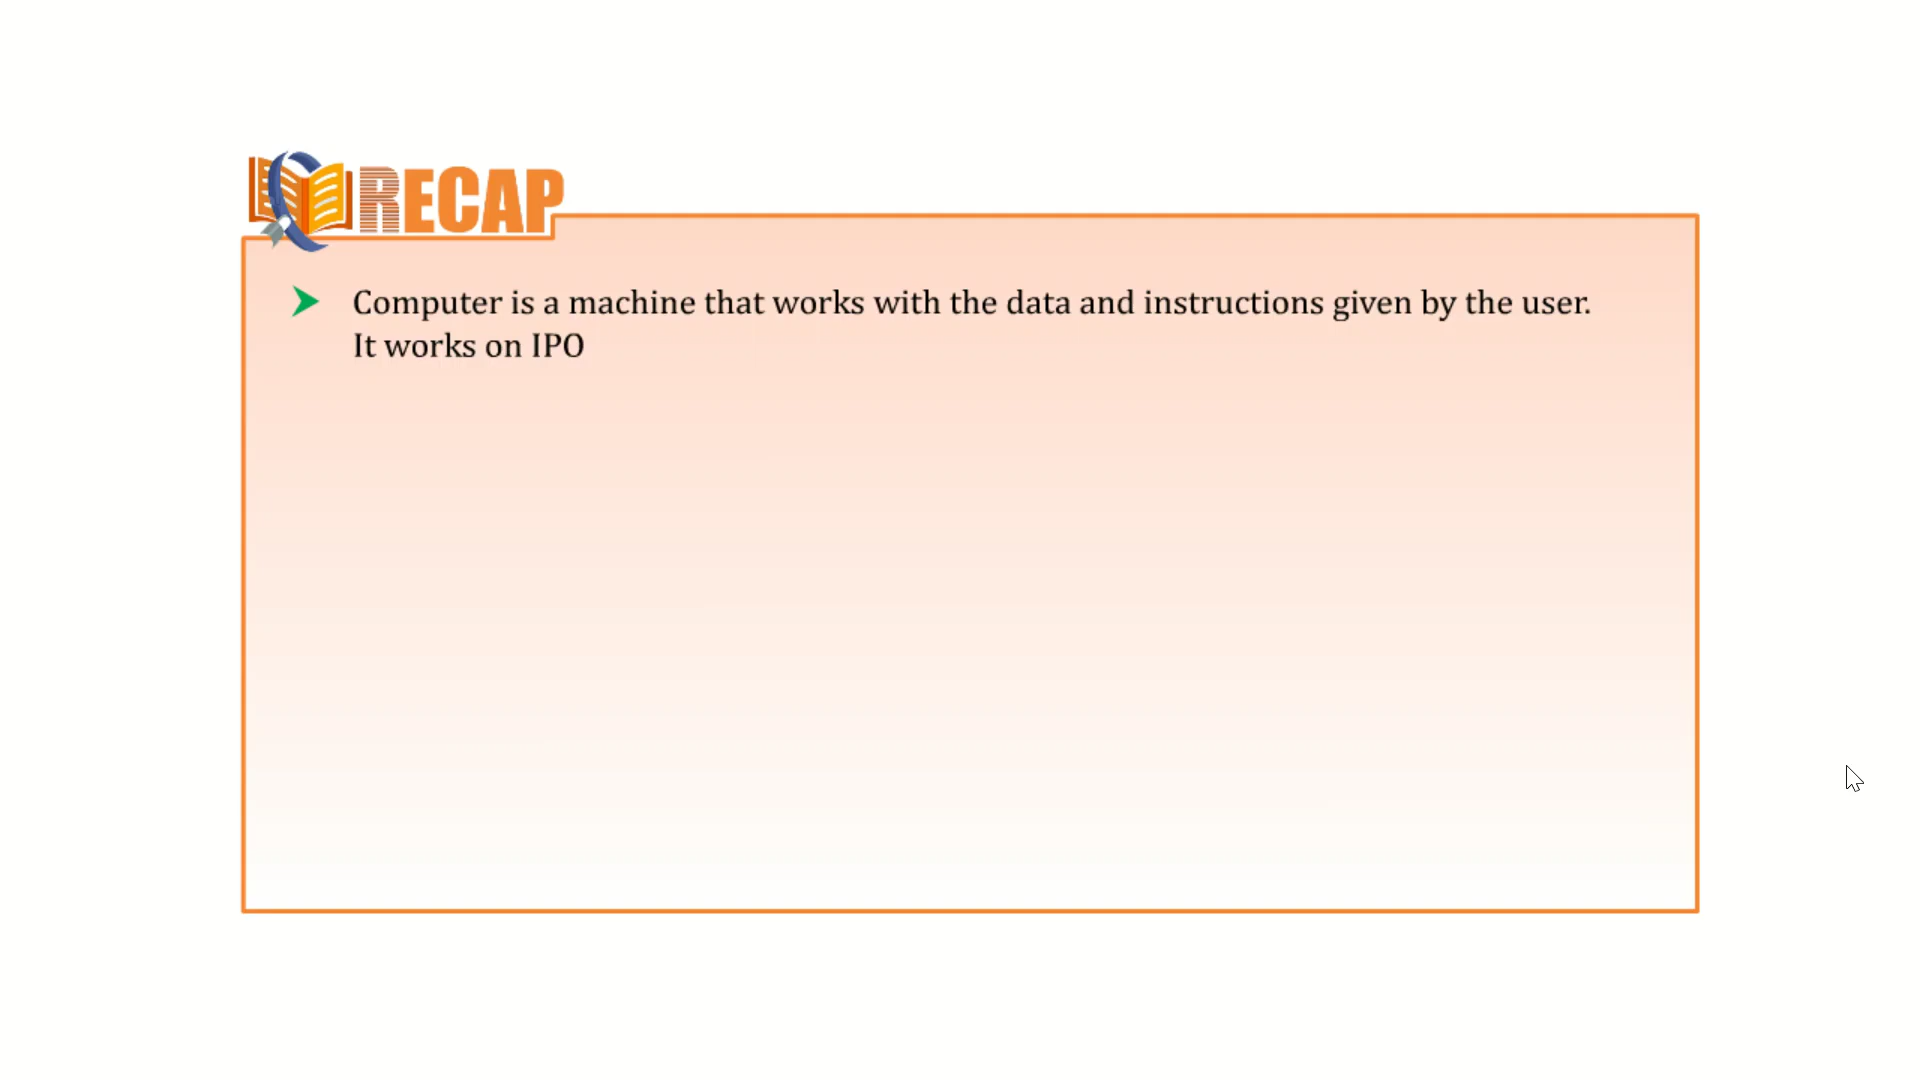 RECAP
➤ Computer is a machine that works with the data and instructions given by the user.
It works on IPO